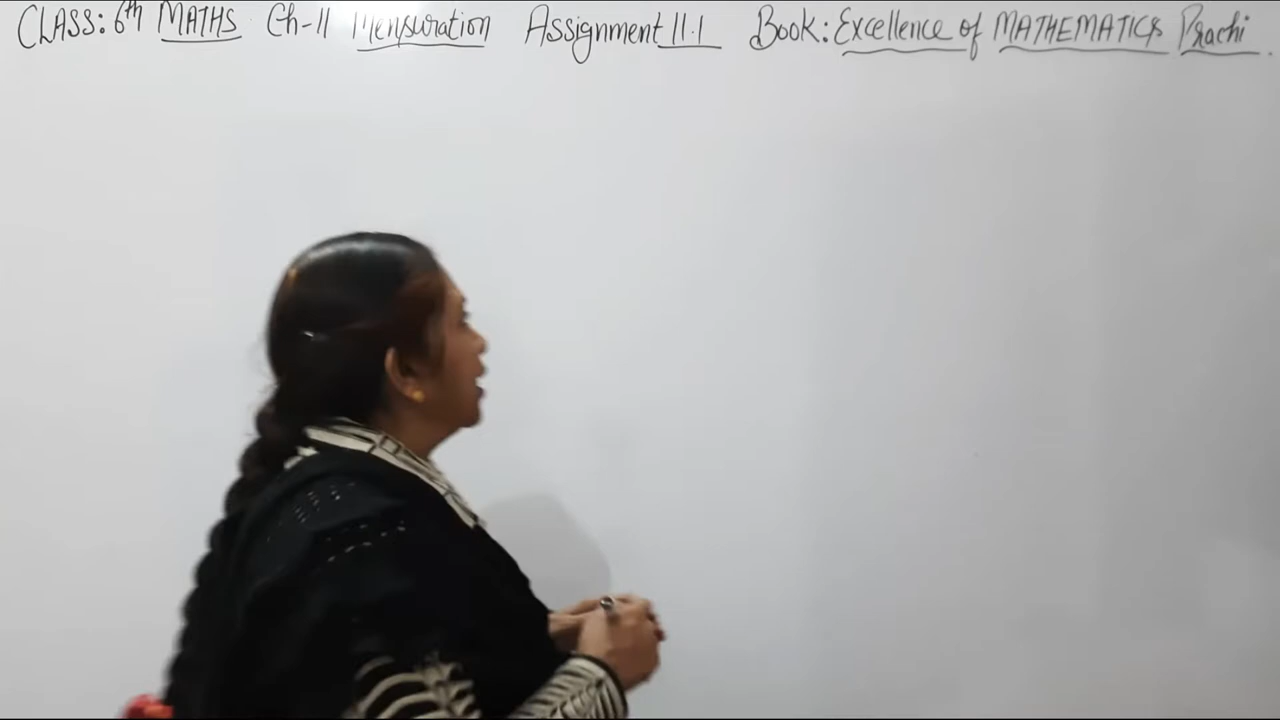 CLASS: 6th MATHS Ch-11 Mensuration Assignment 11.1 Book: Excellence of MATHEMATICS Prachi.